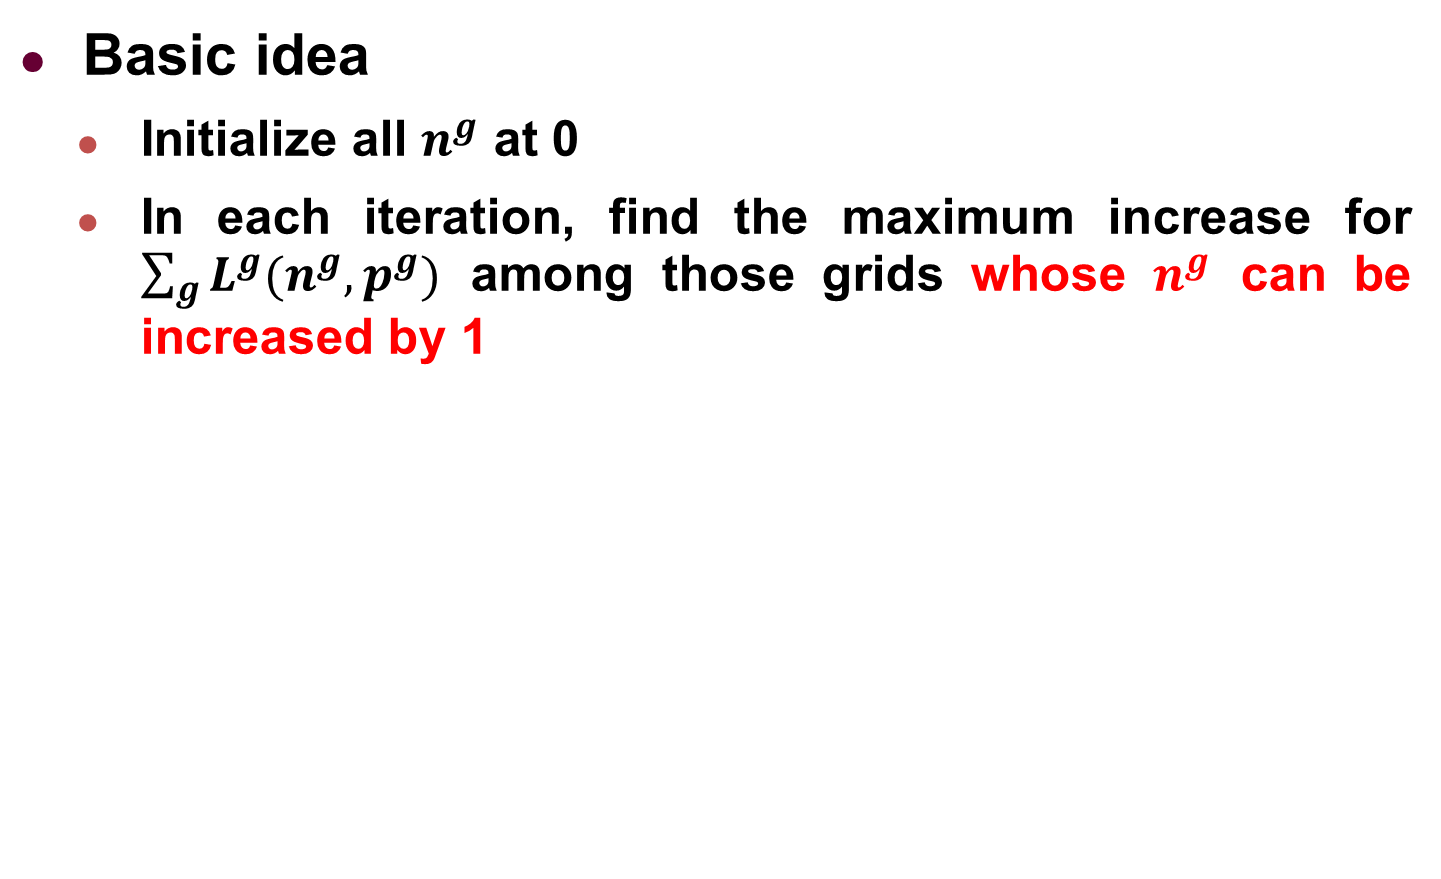 • Basic idea
• Initialize all n^g at 0
• In each iteration, find the maximum increase for
∑_g L^g(n^g, p^g) among those grids whose n^g can be
increased by 1